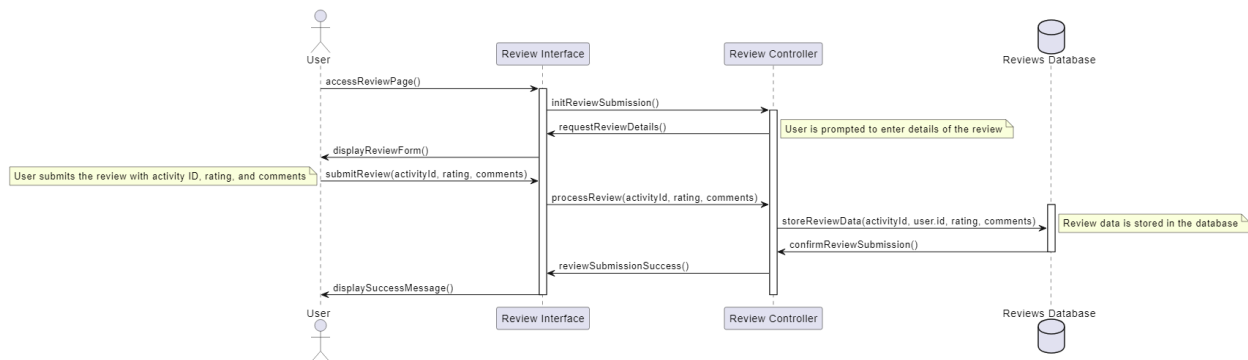 User
Review Interface
Review Controller
Reviews Database
accessReviewPage()
initReviewSubmission()
requestReviewDetails()
User is prompted to enter details of the review
displayReviewForm()
User submits the review with activity ID, rating, and comments
submitReview(activityId, rating, comments)
processReview(activityId, rating, comments)
storeReviewData(activityId, user.id, rating, comments)
Review data is stored in the database
confirmReviewSubmission()
reviewSubmissionSuccess()
displaySuccessMessage()
User
Review Interface
Review Controller
Reviews Database